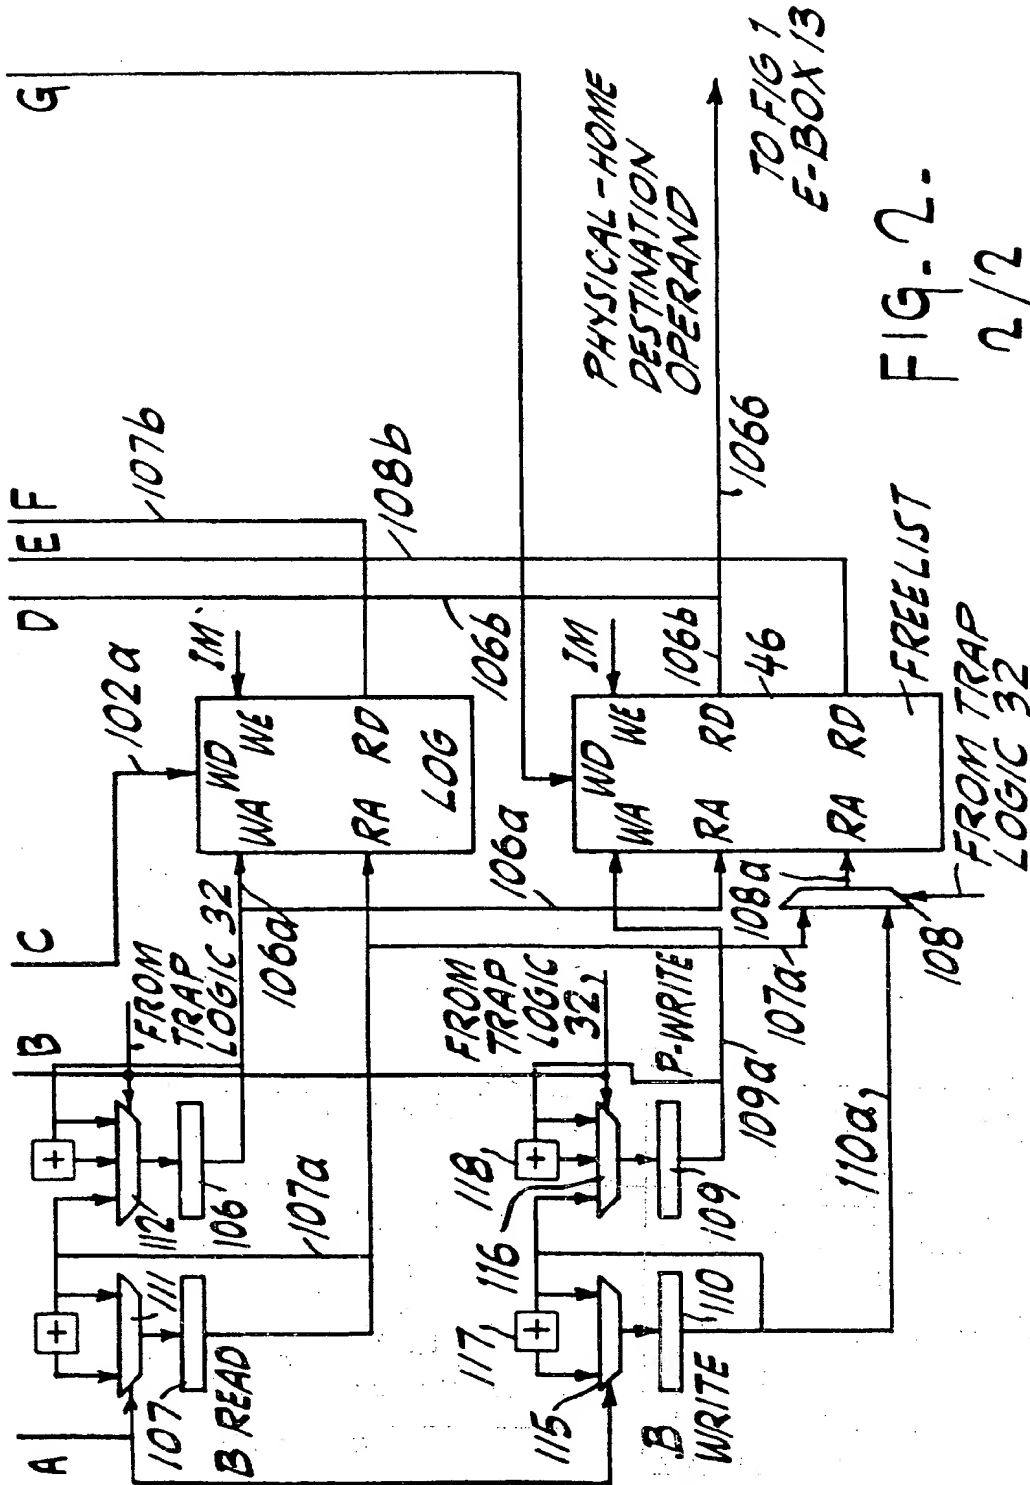 A
B
C
D
E
F
G
102a
107b
108b
106b
IM
WD
WA
WE
RA
RD
LOG
'FROM
TRAP
LOGIC 32
106a
106a
112
106
107a
111
107
B READ
PHYSICAL-HOME
DESTINATION
OPERAND
TO FIG 1
E-BOX 13
106b
106b
IM
46
WD
WA
WE
RA
RD
RA
RD
FREELIST
FROM TRAP
LOGIC 32
108a
108
107a
FROM
TRAP
LOGIC
32
P-WRITE
109a
118
116
109
117
115
110
B
WRITE
110a
FIG.2.
2/2